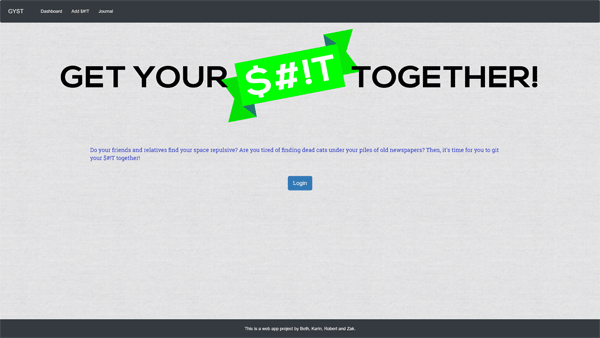 GYST Dashboard Add $#!T Journal
GET YOUR $#!T TOGETHER!
Do your friends and relatives find your space repulsive? Are you tired of finding dead cats under your piles of old newspapers? Then, it's time for you to git
your $#!T together!
Login
This is a web app project by Beth, Karin, Robert and Zak.